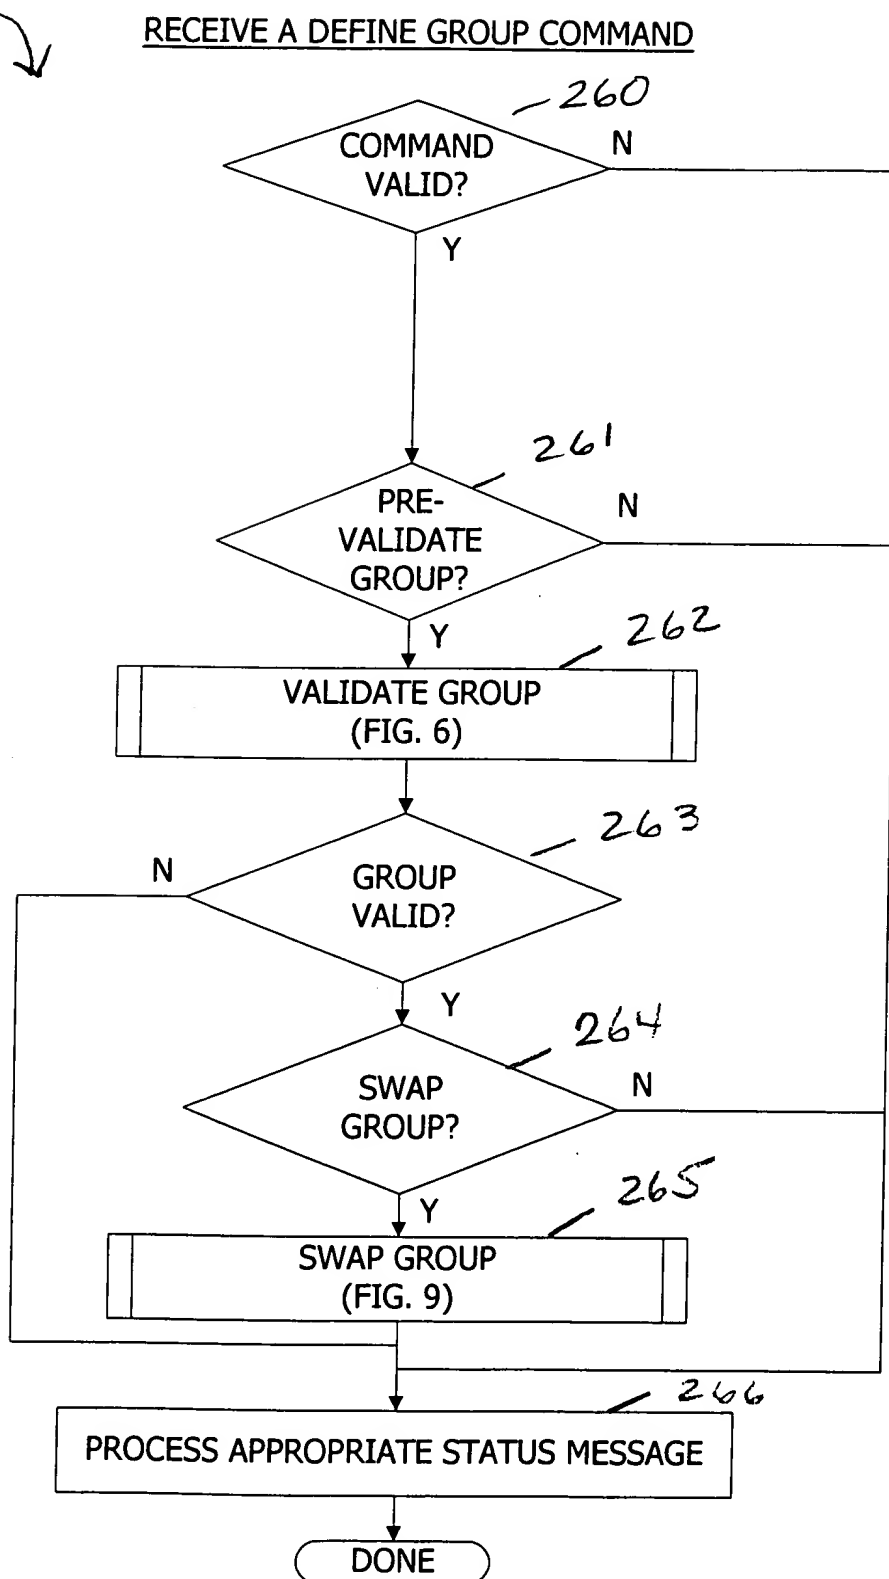 RECEIVE A DEFINE GROUP COMMAND
260
COMMAND
VALID?
N
Y
261
PRE-
VALIDATE
GROUP?
N
Y
262
VALIDATE GROUP
(FIG. 6)
263
N
GROUP
VALID?
Y
264
SWAP
GROUP?
N
Y
265
SWAP GROUP
(FIG. 9)
266
PROCESS APPROPRIATE STATUS MESSAGE
DONE